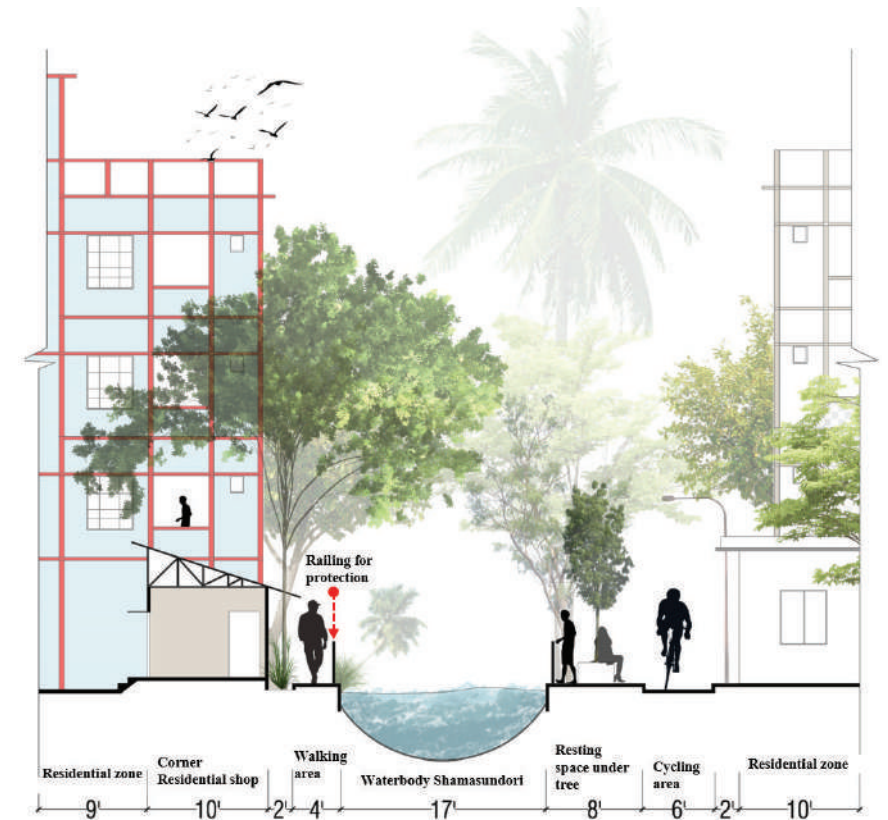 Railing for
protection
Residential zone
Corner
Residential shop
Walking
area
Waterbody Shamasundori
Resting
space under
tree
Cycling
area
Residential zone
9' 10' 2' 4' 17' 8' 6' 2' 10'